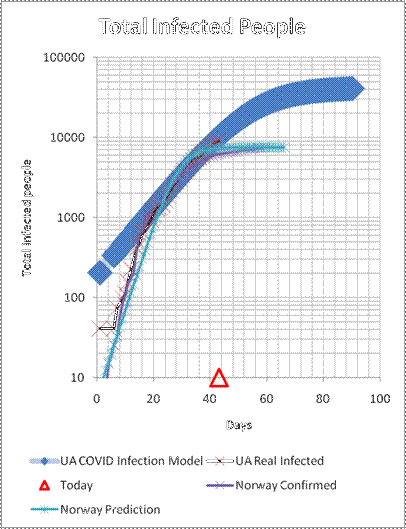 Total Infected People
100000
10000
1000
100
10
0 20 40 60 80 100
Total infected people
Days
UA COVID Infection Model UA Real Infected
Today Norway Confirmed
Norway Prediction